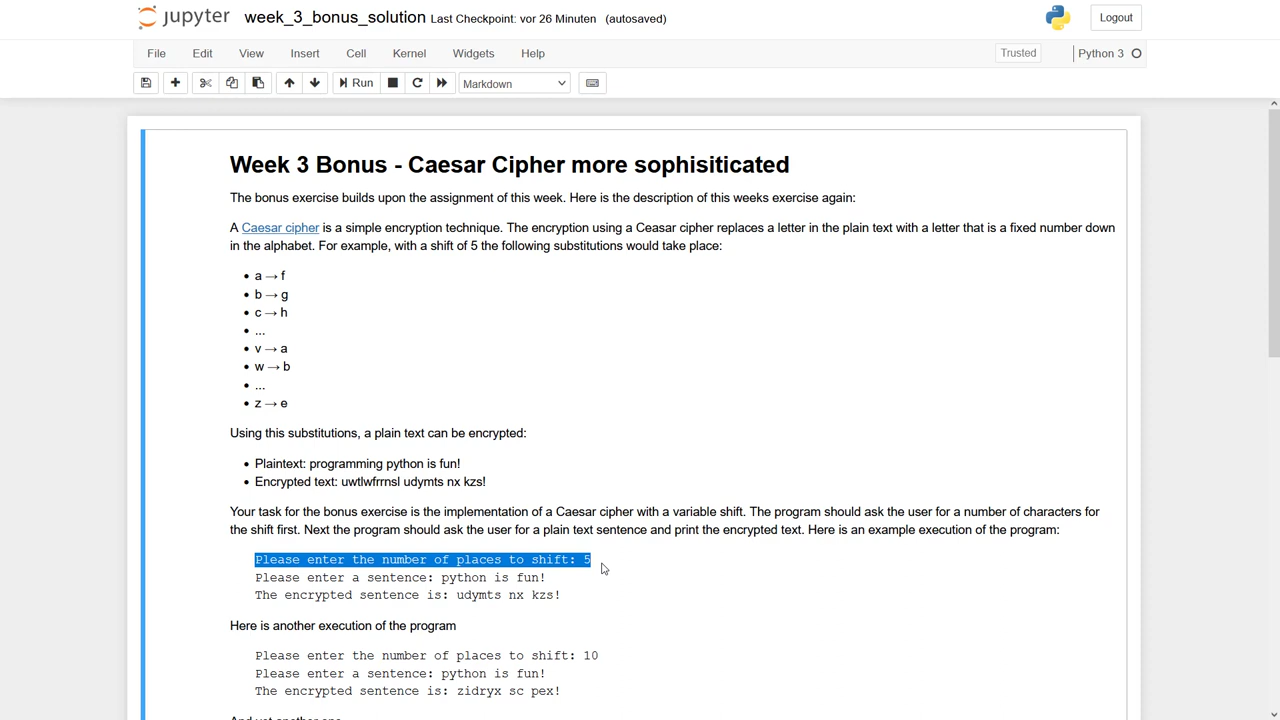 jupyter week_3_bonus_solution Last Checkpoint: vor 26 Minuten (autosaved) Logout
File Edit View Insert Cell Kernel Widgets Help Trusted Python 3
Run Markdown
Week 3 Bonus - Caesar Cipher more sophisiticated
The bonus exercise builds upon the assignment of this week. Here is the description of this weeks exercise again:
A Caesar cipher is a simple encryption technique. The encryption using a Ceasar cipher replaces a letter in the plain text with a letter that is a fixed number down
in the alphabet. For example, with a shift of 5 the following substitutions would take place:
• a → f
• b → g
• c → h
• ...
• v → a
• w → b
• ...
• z → e
Using this substitutions, a plain text can be encrypted:
• Plaintext: programming python is fun!
• Encrypted text: uwtlwfrrnsl udymts nx kzs!
Your task for the bonus exercise is the implementation of a Caesar cipher with a variable shift. The program should ask the user for a number of characters for
the shift first. Next the program should ask the user for a plain text sentence and print the encrypted text. Here is an example execution of the program:
Please enter the number of places to shift: 5
Please enter a sentence: python is fun!
The encrypted sentence is: udymts nx kzs!
Here is another execution of the program
Please enter the number of places to shift: 10
Please enter a sentence: python is fun!
The encrypted sentence is: zidryx sc pex!
And yet another one